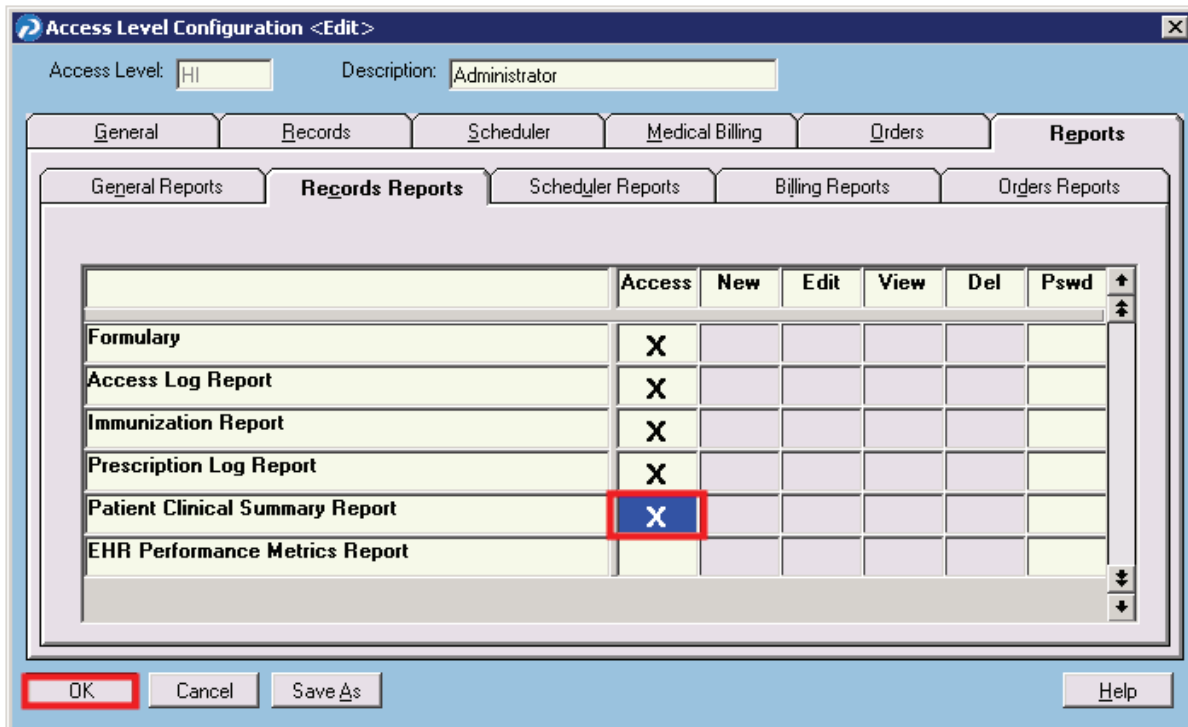 Access Level Configuration <Edit>
Access Level: HI Description: Administrator
General Records Scheduler Medical Billing Orders Reports
General Reports Records Reports Scheduler Reports Billing Reports Orders Reports
Access New Edit View Del Pswd
Formulary X
Access Log Report X
Immunization Report X
Prescription Log Report X
Patient Clinical Summary Report X
EHR Performance Metrics Report
OK Cancel Save As Help